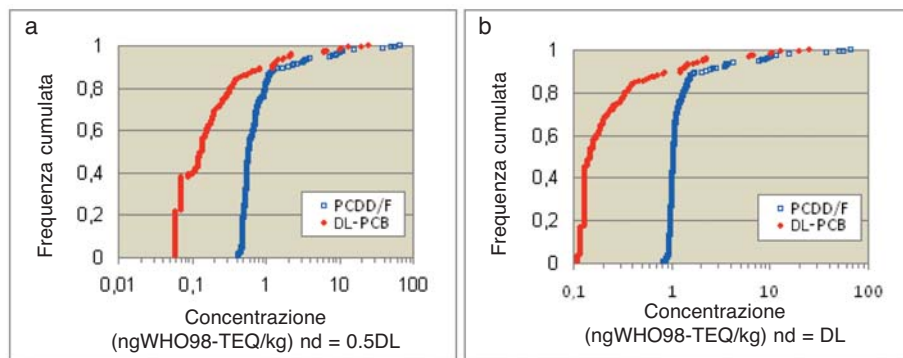 a
Frequenza cumulata
1
0,8
0,6
0,4
0,2
0
PCDD/F
DL-PCB
0,01
0,1
1
10
100
Concentrazione
(ngWHO98-TEQ/kg) nd = 0.5DL
b
Frequenza cumulata
1
0,8
0,6
0,4
0,2
0
PCDD/F
DL-PCB
0,1
1
10
100
Concentrazione
(ngWHO98-TEQ/kg) nd = DL